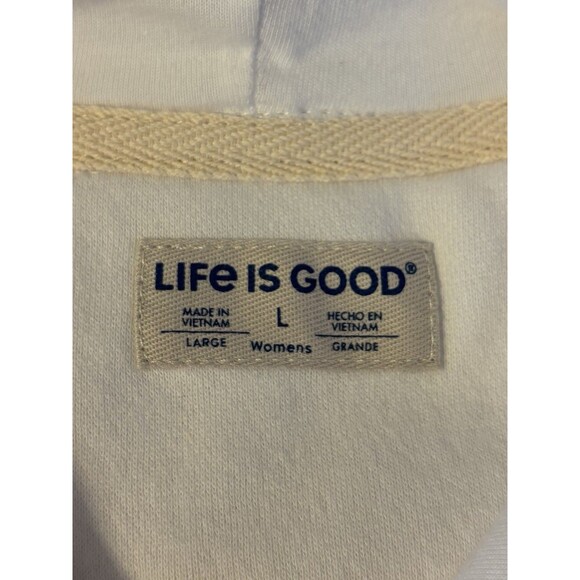 LIFe IS GOOD®
MADE IN
VIETNAM
LARGE
L
Womens
HECHO EN
VIETNAM
GRANDE